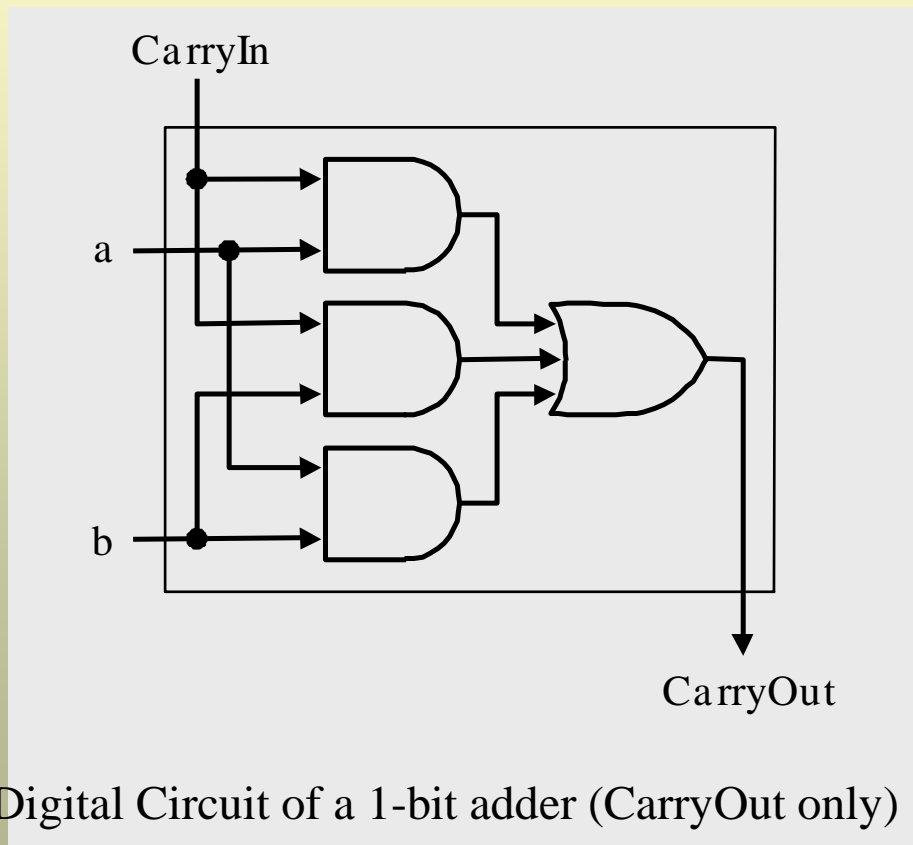 CarryIn
a
b
CarryOut
Digital Circuit of a 1-bit adder (CarryOut only)